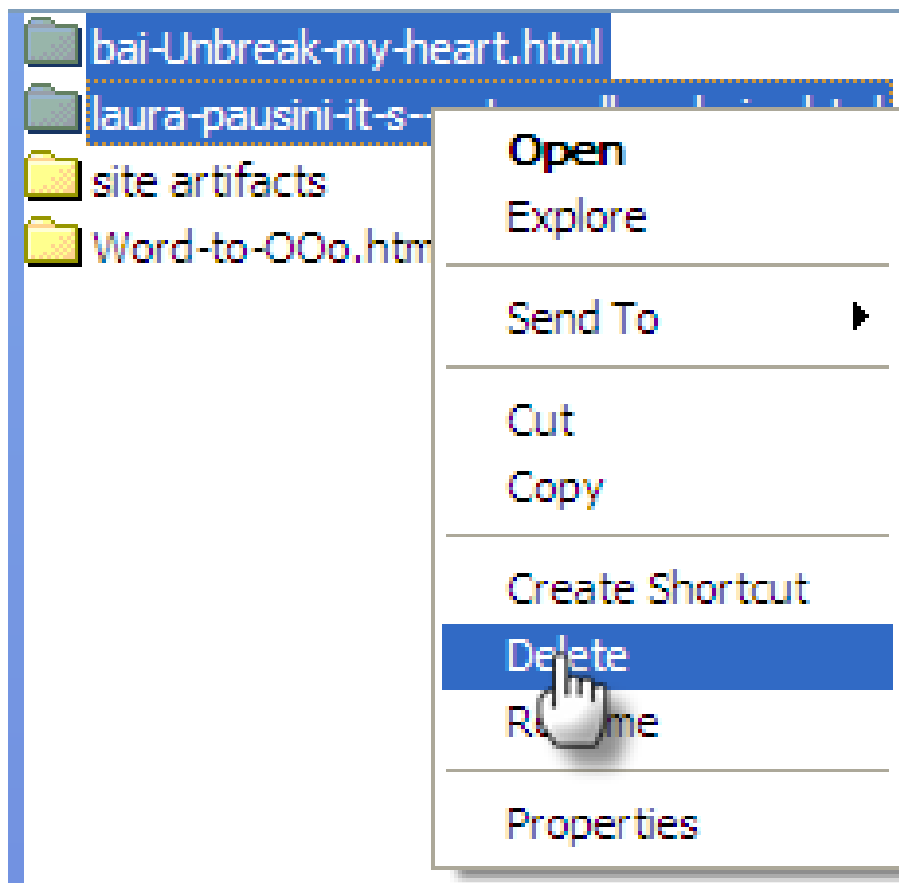 bai-Unbreak-my-heart.html
laura-pausini-it-s-
site artifacts
Word-to-OOo.htm
Open
Explore
Send To
Cut
Copy
Create Shortcut
Delete
Rename
Properties